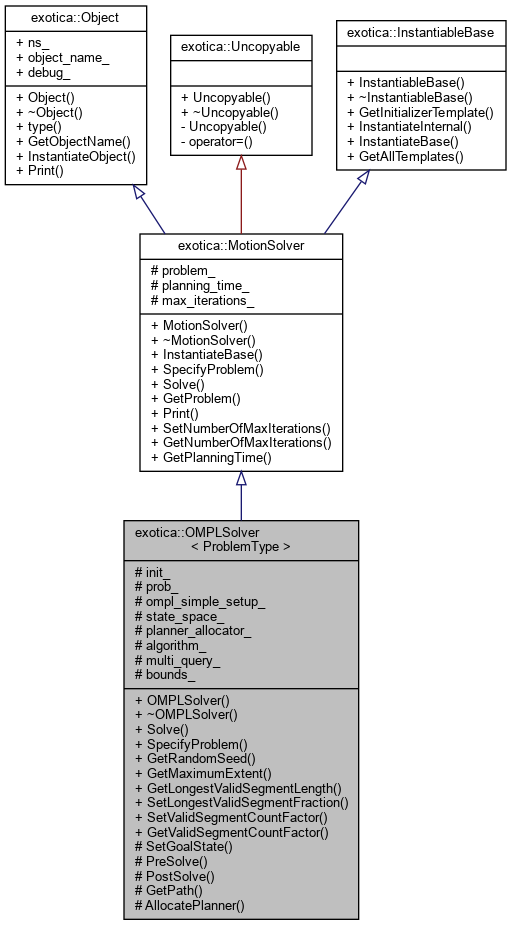 exotica::Object
+ ns_
+ object_name_
+ debug_
+ Object()
+ ~Object()
+ type()
+ GetObjectName()
+ InstantiateObject()
+ Print()
exotica::Uncopyable
+ Uncopyable()
+ ~Uncopyable()
- Uncopyable()
- operator=()
exotica::InstantiableBase
+ InstantiableBase()
+ ~InstantiableBase()
+ GetInitializerTemplate()
+ InstantiateInternal()
+ InstantiateBase()
+ GetAllTemplates()
exotica::MotionSolver
# problem_
# planning_time_
# max_iterations_
+ MotionSolver()
+ ~MotionSolver()
+ InstantiateBase()
+ SpecifyProblem()
+ Solve()
+ GetProblem()
+ Print()
+ SetNumberOfMaxIterations()
+ GetNumberOfMaxIterations()
+ GetPlanningTime()
exotica::OMPLSolver
< ProblemType >
# init_
# prob_
# ompl_simple_setup_
# state_space_
# planner_allocator_
# algorithm_
# multi_query_
# bounds_
+ OMPLSolver()
+ ~OMPLSolver()
+ Solve()
+ SpecifyProblem()
+ GetRandomSeed()
+ GetMaximumExtent()
+ GetLongestValidSegmentLength()
+ SetLongestValidSegmentFraction()
+ SetValidSegmentCountFactor()
+ GetValidSegmentCountFactor()
# SetGoalState()
# PreSolve()
# PostSolve()
# GetPath()
# AllocatePlanner()